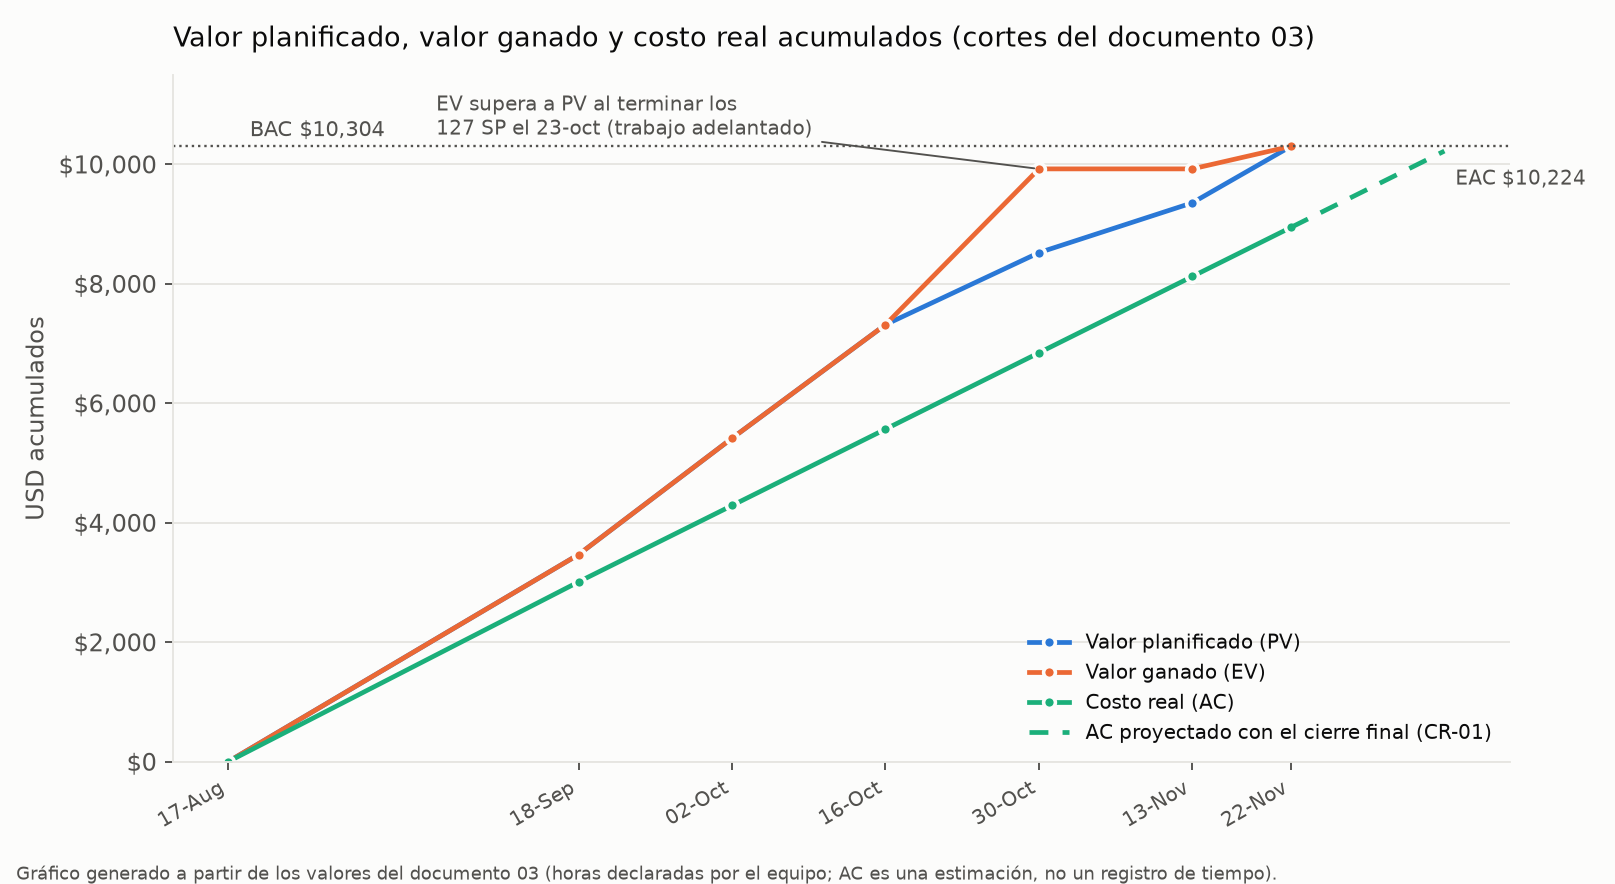 Valor planificado, valor ganado y costo real acumulados (cortes del documento 03)
EV supera a PV al terminar los
127 SP el 23-oct (trabajo adelantado)
BAC $10,304
EAC $10,224
USD acumulados
$10,000
$8,000
$6,000
$4,000
$2,000
$0
Valor planificado (PV)
Valor ganado (EV)
Costo real (AC)
AC proyectado con el cierre final (CR-01)
17-Aug
18-Sep
02-Oct
16-Oct
30-Oct
13-Nov
22-Nov
Gráfico generado a partir de los valores del documento 03 (horas declaradas por el equipo; AC es una estimación, no un registro de tiempo).